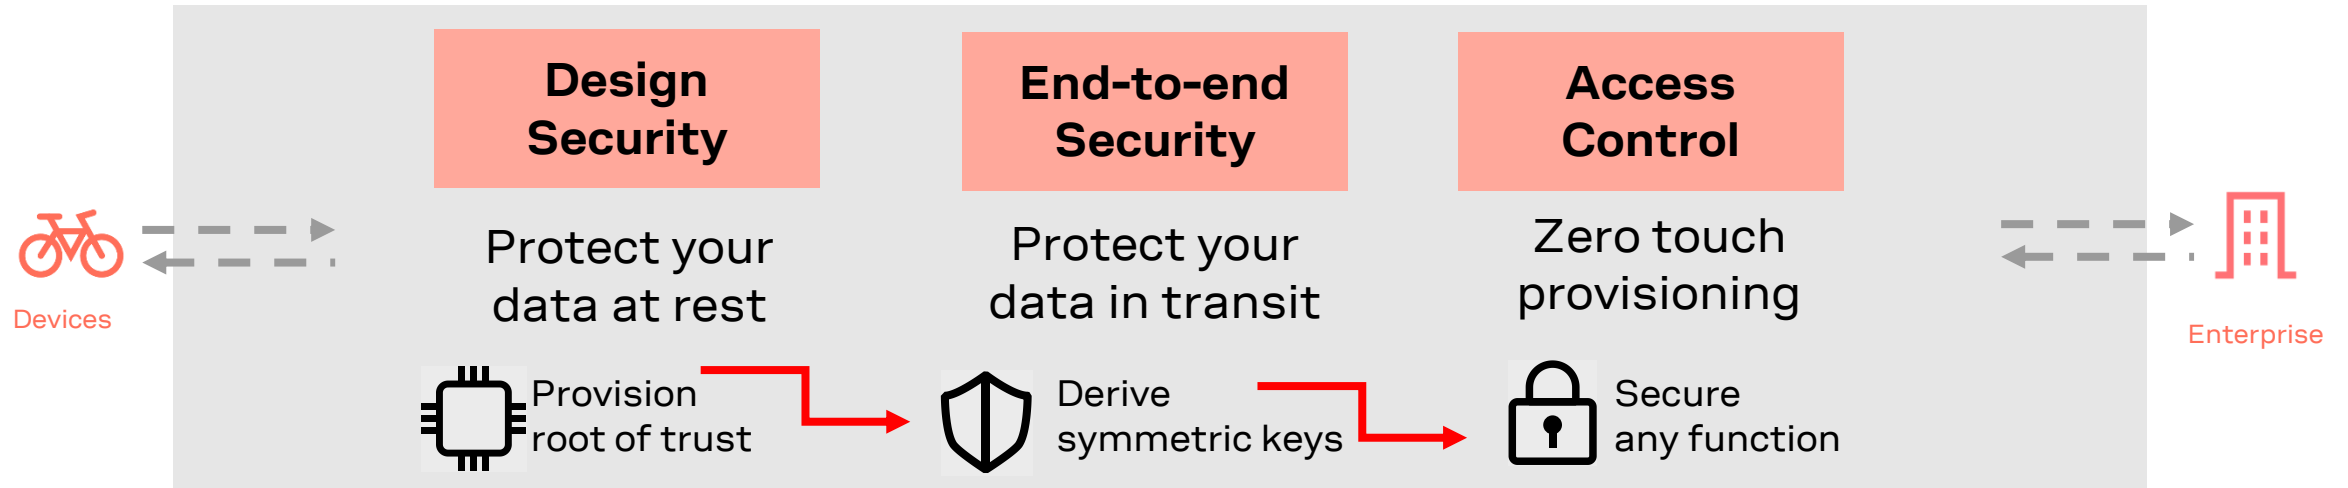 Design
Security
End-to-end
Security
Access
Control
Protect your
data at rest
Protect your
data in transit
Zero touch
provisioning
Devices
Enterprise
Provision
root of trust
Derive
symmetric keys
Secure
any function